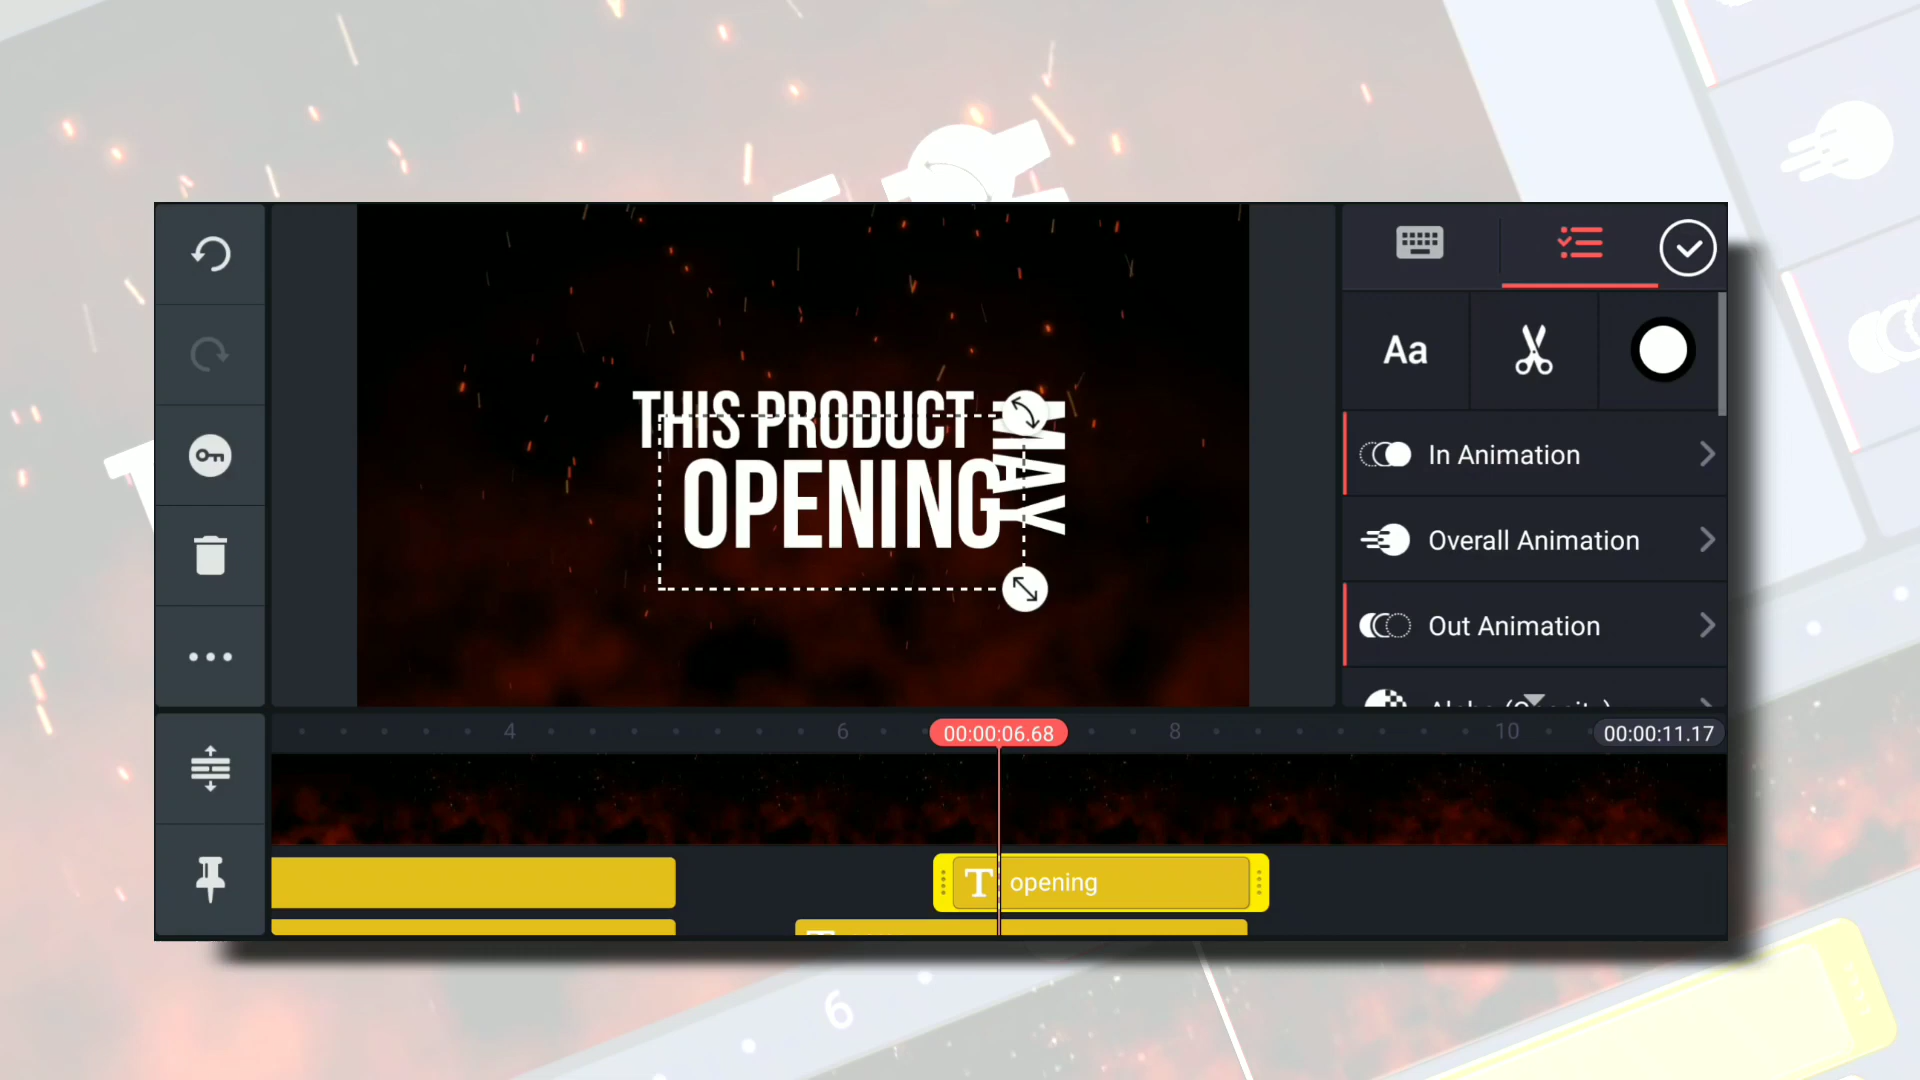 THIS PRODUCT
MAY
OPENING
Aa
In Animation
Overall Animation
Out Animation
4
6
00:00:06.68
8
10
00:00:11.17
T opening
6